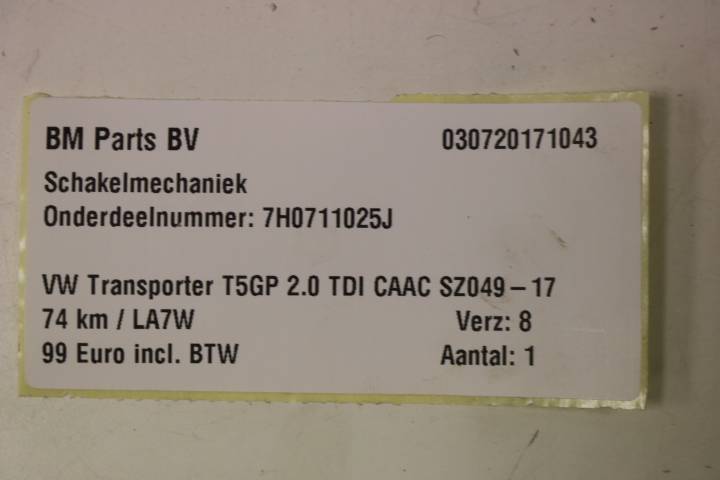 BM Parts BV 030720171043
Schakelmechaniek
Onderdeelnummer: 7H0711025J
VW Transporter T5GP 2.0 TDI CAAC SZ049-17
74 km / LA7W Verz: 8
99 Euro incl. BTW Aantal: 1